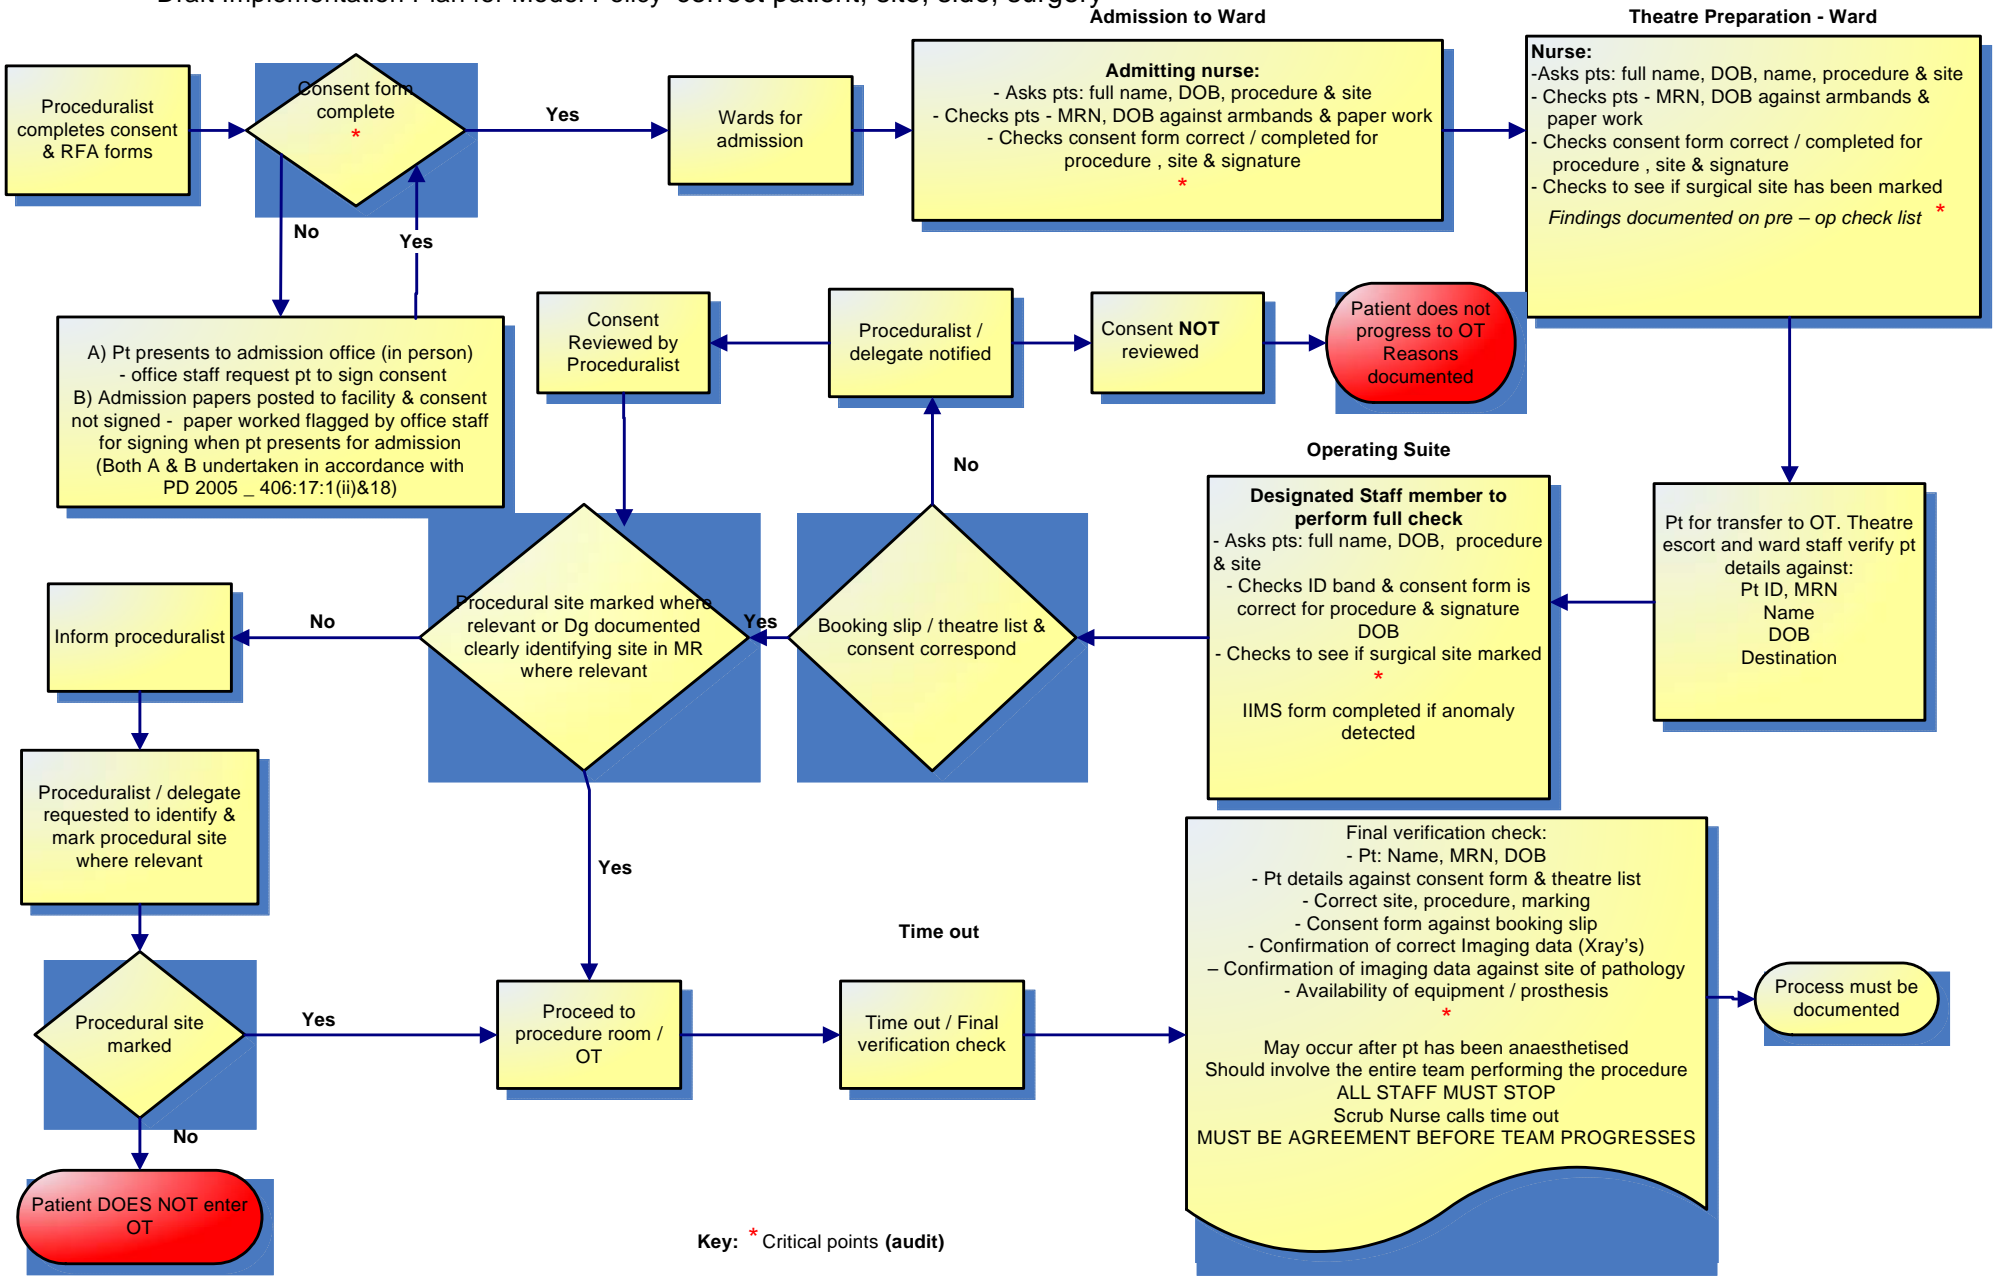 Draft Implementation Plan for Model Policy correct patient, site, side, surgery
Admission to Ward
Theatre Preparation - Ward
Proceduralist
completes consent
& RFA forms
Consent form
complete
*
Yes
No
Yes
Wards for
admission
Admitting nurse:
- Asks pts: full name, DOB, procedure & site
- Checks pts - MRN, DOB against armbands & paper work
- Checks consent form correct / completed for
procedure , site & signature
*
Nurse:
-Asks pts: full name, DOB, name, procedure & site
- Checks pts - MRN, DOB against armbands &
paper work
- Checks consent form correct / completed for
procedure , site & signature
- Checks to see if surgical site has been marked
Findings documented on pre – op check list *
A) Pt presents to admission office (in person)
- office staff request pt to sign consent
B) Admission papers posted to facility & consent
not signed - paper worked flagged by office staff
for signing when pt presents for admission
(Both A & B undertaken in accordance with
PD 2005 _ 406:17:1(ii)&18)
Consent
Reviewed by
Proceduralist
Proceduralist /
delegate notified
Consent NOT
reviewed
Patient does not
progress to OT
Reasons
documented
No
Operating Suite
Designated Staff member to
perform full check
- Asks pts: full name, DOB, procedure
& site
- Checks ID band & consent form is
correct for procedure & signature
DOB
- Checks to see if surgical site marked
*
IIMS form completed if anomaly
detected
Pt for transfer to OT. Theatre
escort and ward staff verify pt
details against:
Pt ID, MRN
Name
DOB
Destination
Booking slip / theatre list &
consent correspond
Yes
Procedural site marked where
relevant or Dg documented
clearly identifying site in MR
where relevant
No
Inform proceduralist
Proceduralist / delegate
requested to identify &
mark procedural site
where relevant
Yes
Procedural site
marked
Yes
No
Patient DOES NOT enter
OT
Proceed to
procedure room /
OT
Time out
Time out / Final
verification check
Final verification check:
- Pt: Name, MRN, DOB
- Pt details against consent form & theatre list
- Correct site, procedure, marking
- Consent form against booking slip
- Confirmation of correct Imaging data (Xray's)
– Confirmation of imaging data against site of pathology
- Availability of equipment / prosthesis
*
May occur after pt has been anaesthetised
Should involve the entire team performing the procedure
ALL STAFF MUST STOP
Scrub Nurse calls time out
MUST BE AGREEMENT BEFORE TEAM PROGRESSES
Process must be
documented
Key: * Critical points (audit)